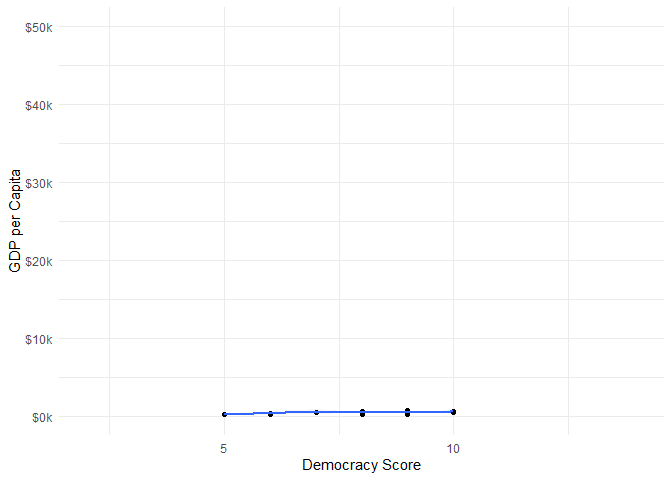 $50k
$40k
$30k
$20k
$10k
$0k
GDP per Capita
5 10
Democracy Score